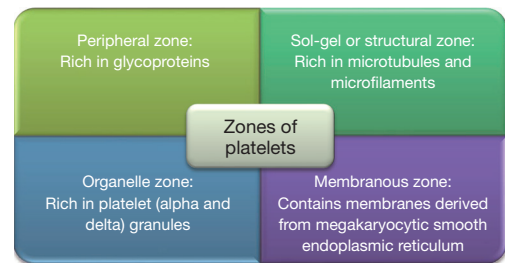 Peripheral zone:
Rich in glycoproteins
Sol-gel or structural zone:
Rich in microtubules and
microfilaments
Zones of
platelets
Organelle zone:
Rich in platelet (alpha and
delta) granules
Membranous zone:
Contains membranes derived
from megakaryocytic smooth
endoplasmic reticulum